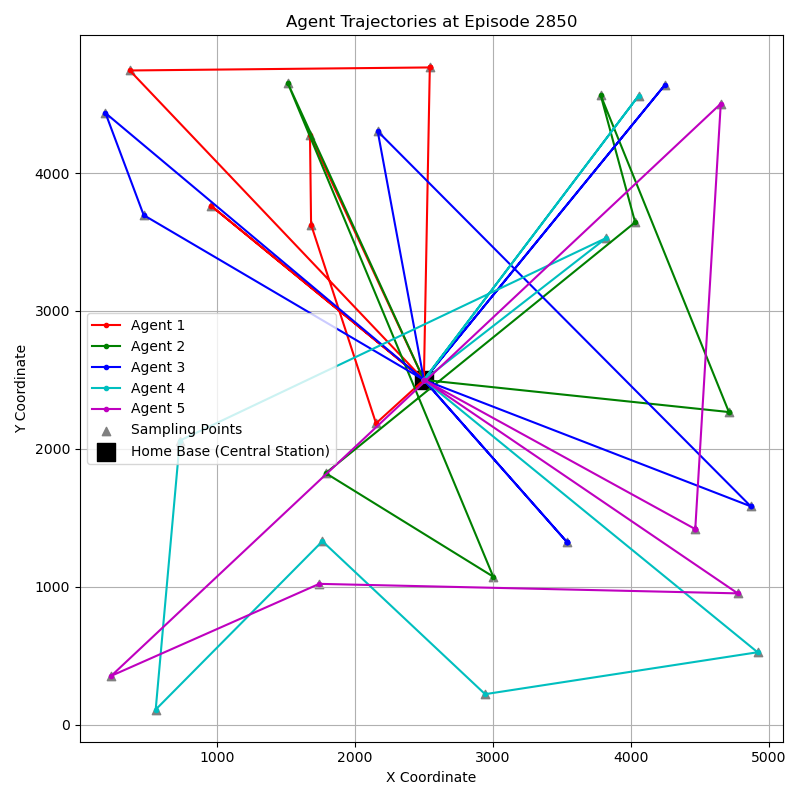 Agent Trajectories at Episode 2850
Y Coordinate
4000
3000
2000
1000
0
Agent 1
Agent 2
Agent 3
Agent 4
Agent 5
Sampling Points
Home Base (Central Station)
1000 2000 3000 4000 5000
X Coordinate